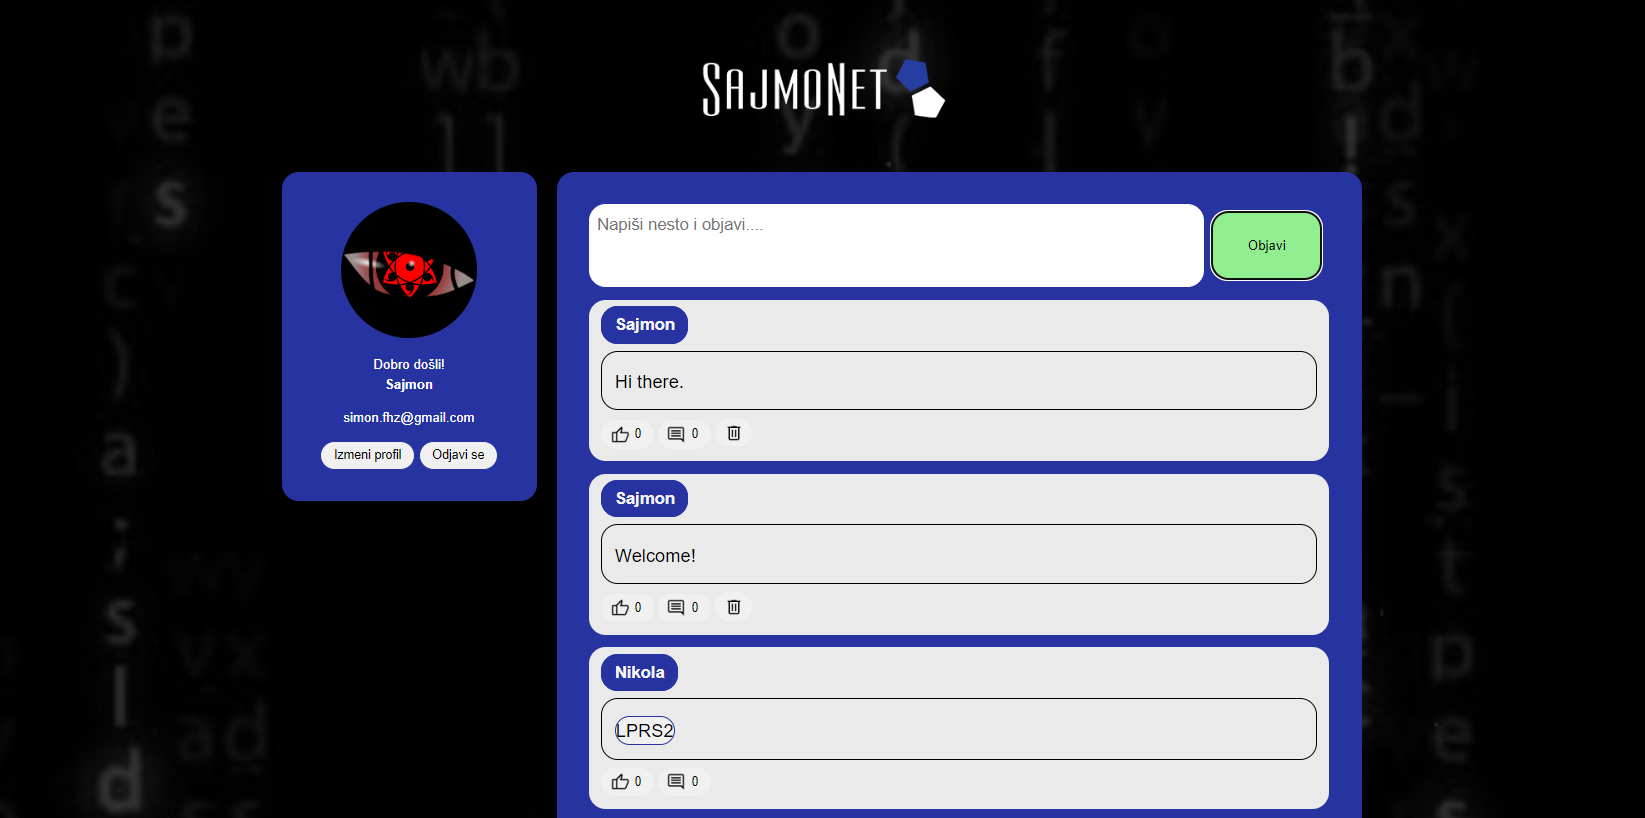 SAJMONET
Dobro došli!
Sajmon
simon.fhz@gmail.com
Izmeni profil Odjavi se
Napiši nesto i objavi....
Objavi
Sajmon
Hi there.
0 0
Sajmon
Welcome!
0 0
Nikola
LPRS2
0 0